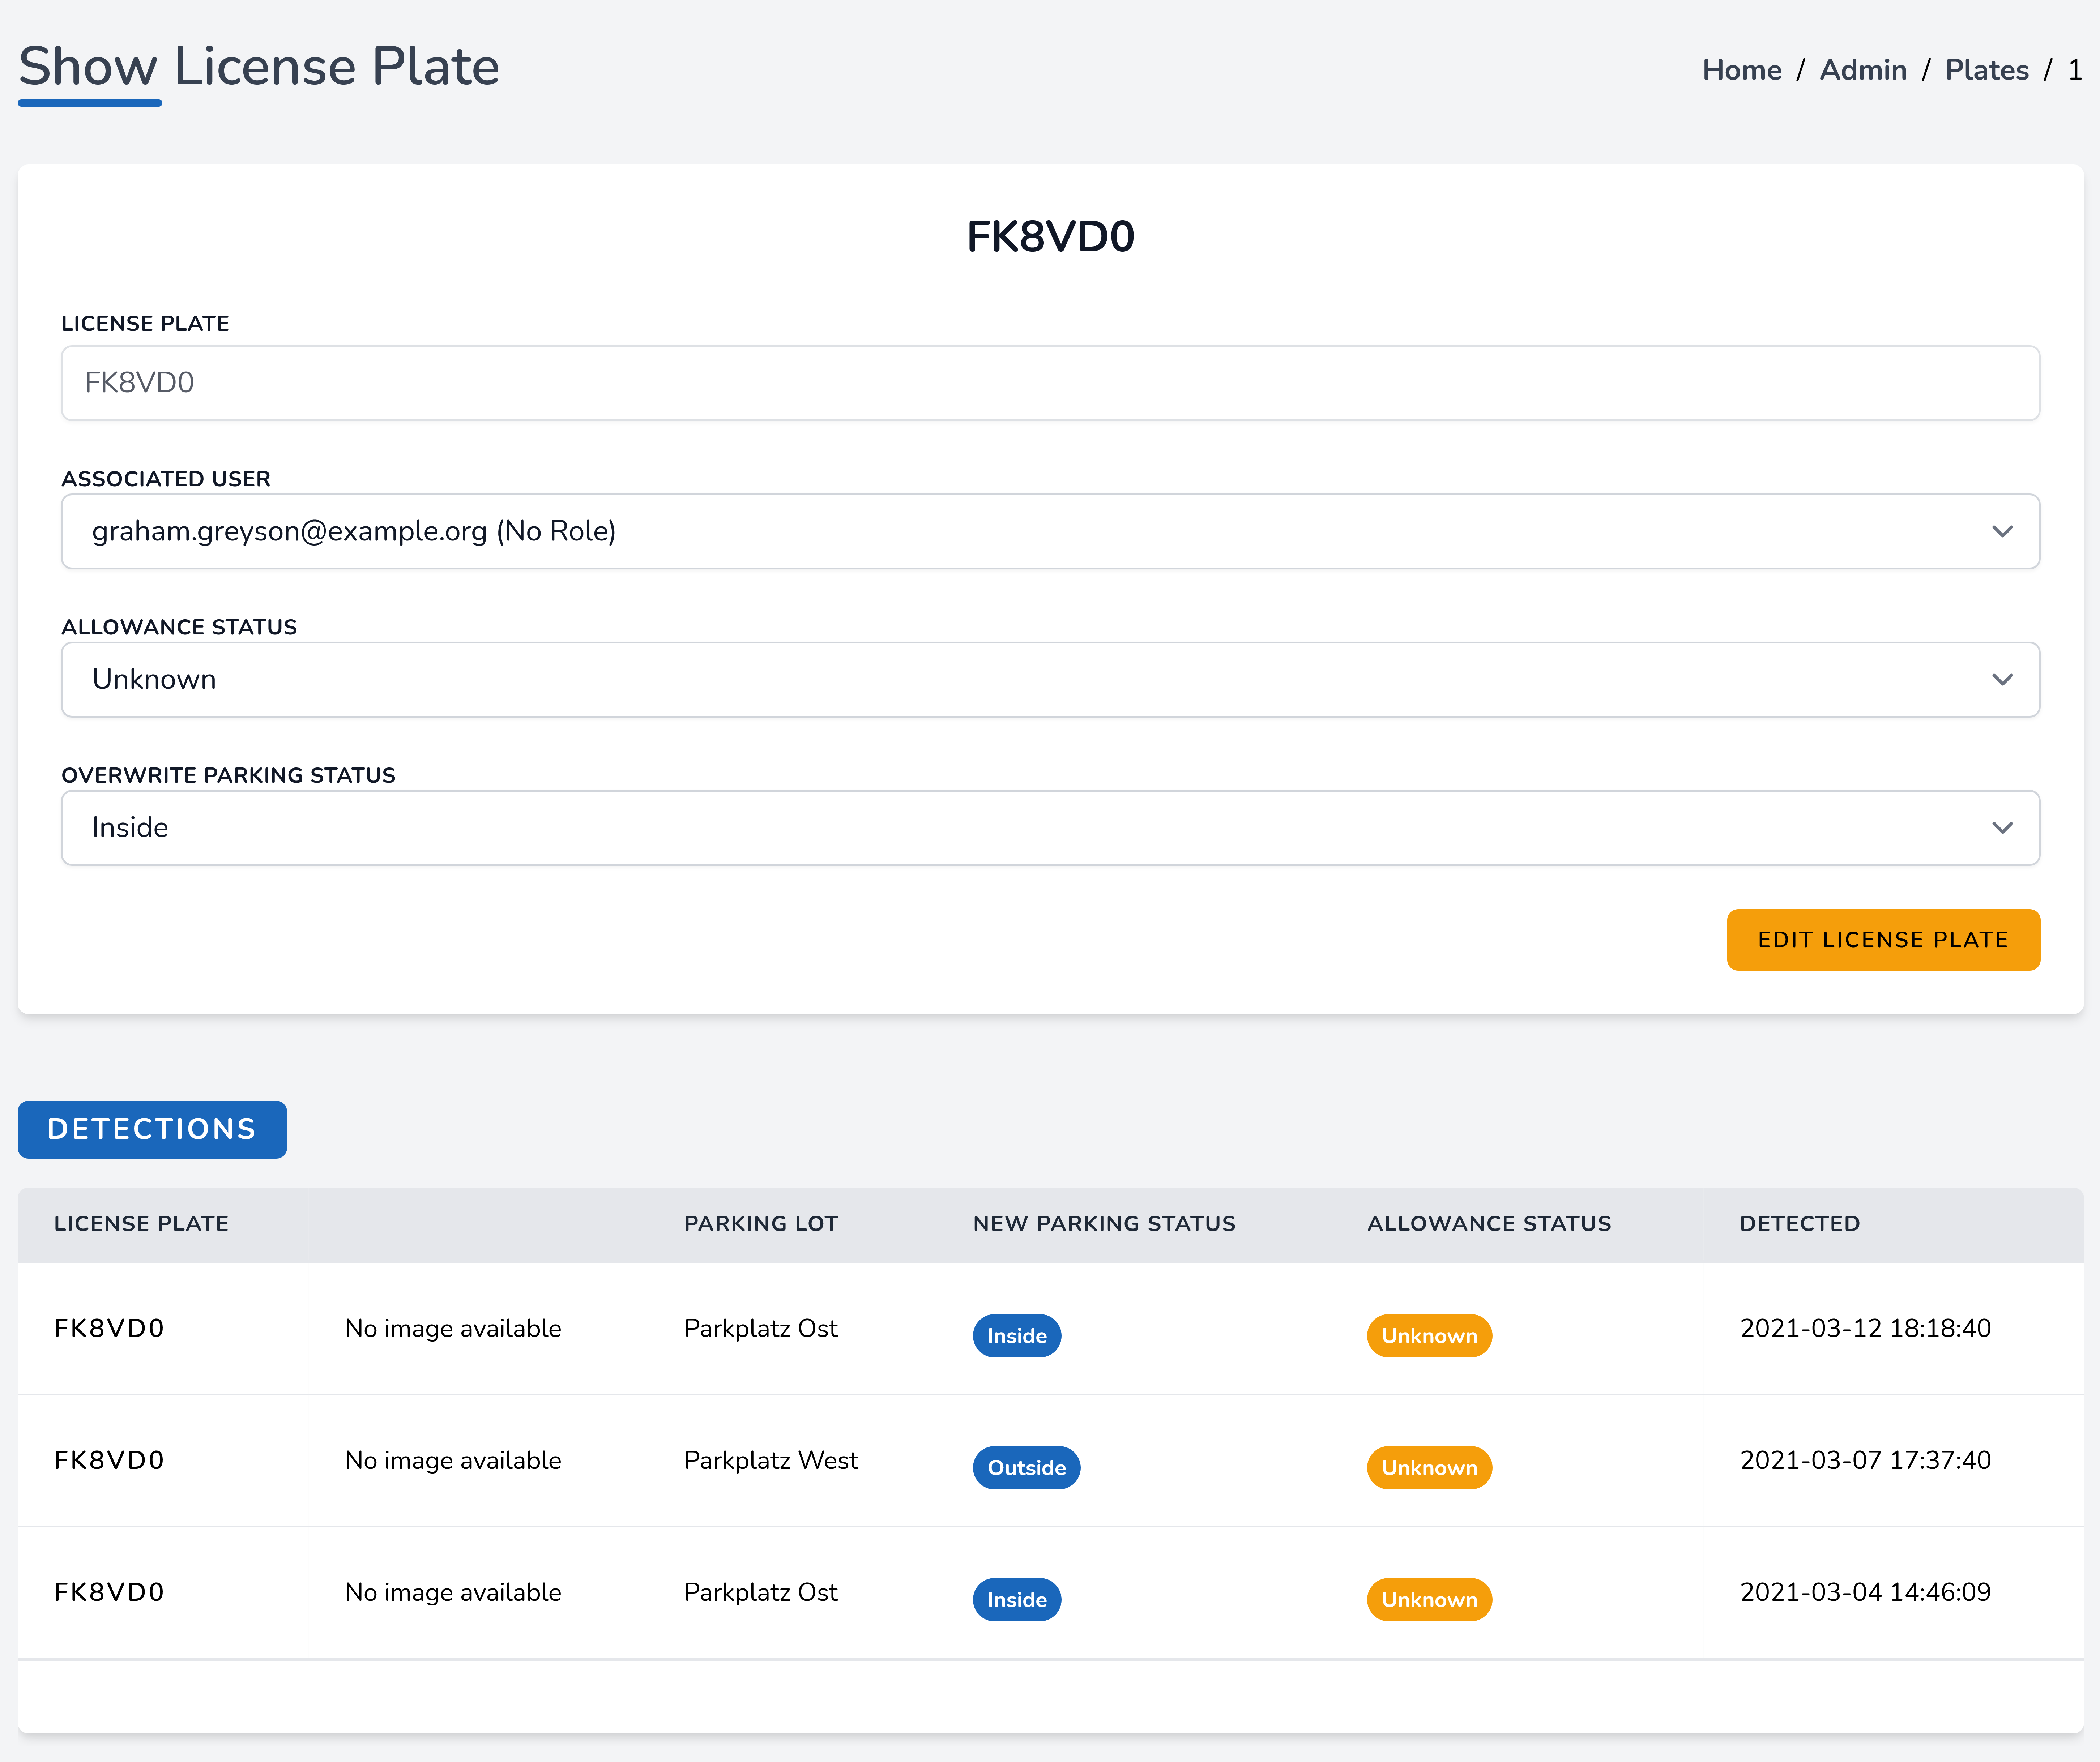 Show License Plate
Home / Admin / Plates / 1
FK8VD0
LICENSE PLATE
FK8VD0
ASSOCIATED USER
graham.greyson@example.org (No Role)
ALLOWANCE STATUS
Unknown
OVERWRITE PARKING STATUS
Inside
EDIT LICENSE PLATE
DETECTIONS
LICENSE PLATE PARKING LOT NEW PARKING STATUS ALLOWANCE STATUS DETECTED
FK8VD0 No image available Parkplatz Ost Inside Unknown 2021-03-12 18:18:40
FK8VD0 No image available Parkplatz West Outside Unknown 2021-03-07 17:37:40
FK8VD0 No image available Parkplatz Ost Inside Unknown 2021-03-04 14:46:09